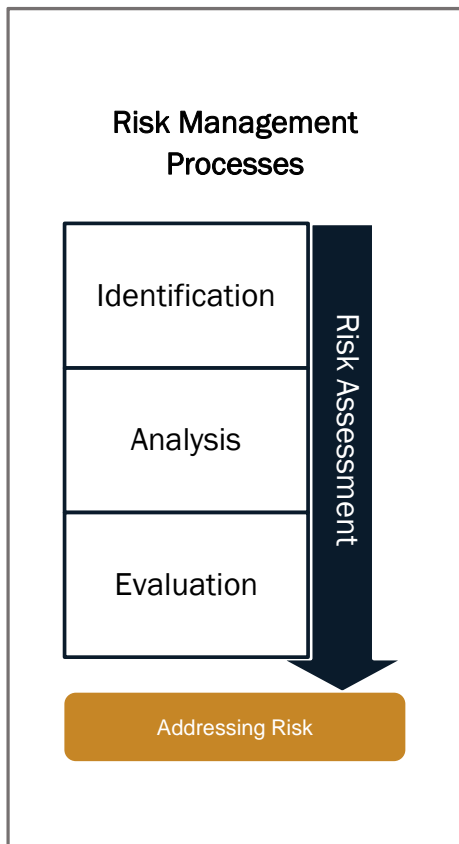 Risk Management
Processes
Identification
Risk Assessment
Analysis
Evaluation
Addressing Risk